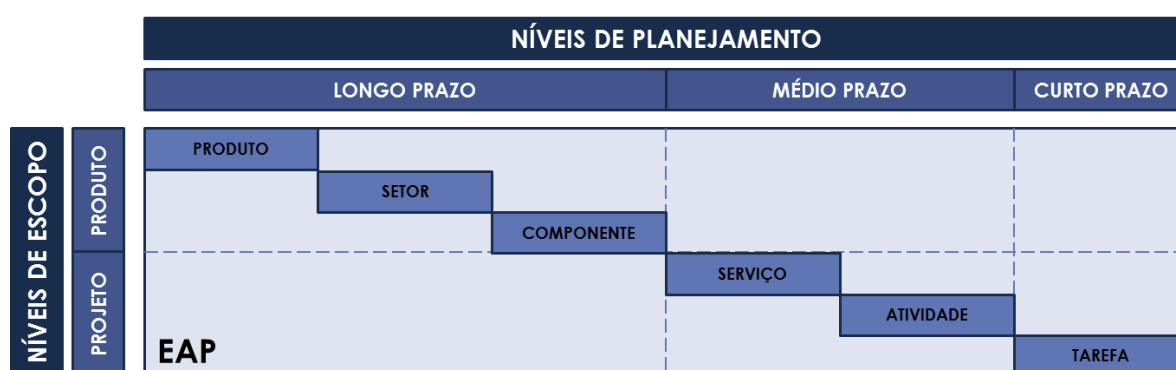 NÍVEIS DE PLANEJAMENTO
LONGO PRAZO
MÉDIO PRAZO
CURTO PRAZO
NÍVEIS DE ESCOPO
PRODUTO
PRODUTO
SETOR
COMPONENTE
PROJETO
SERVIÇO
ATIVIDADE
EAP
TAREFA